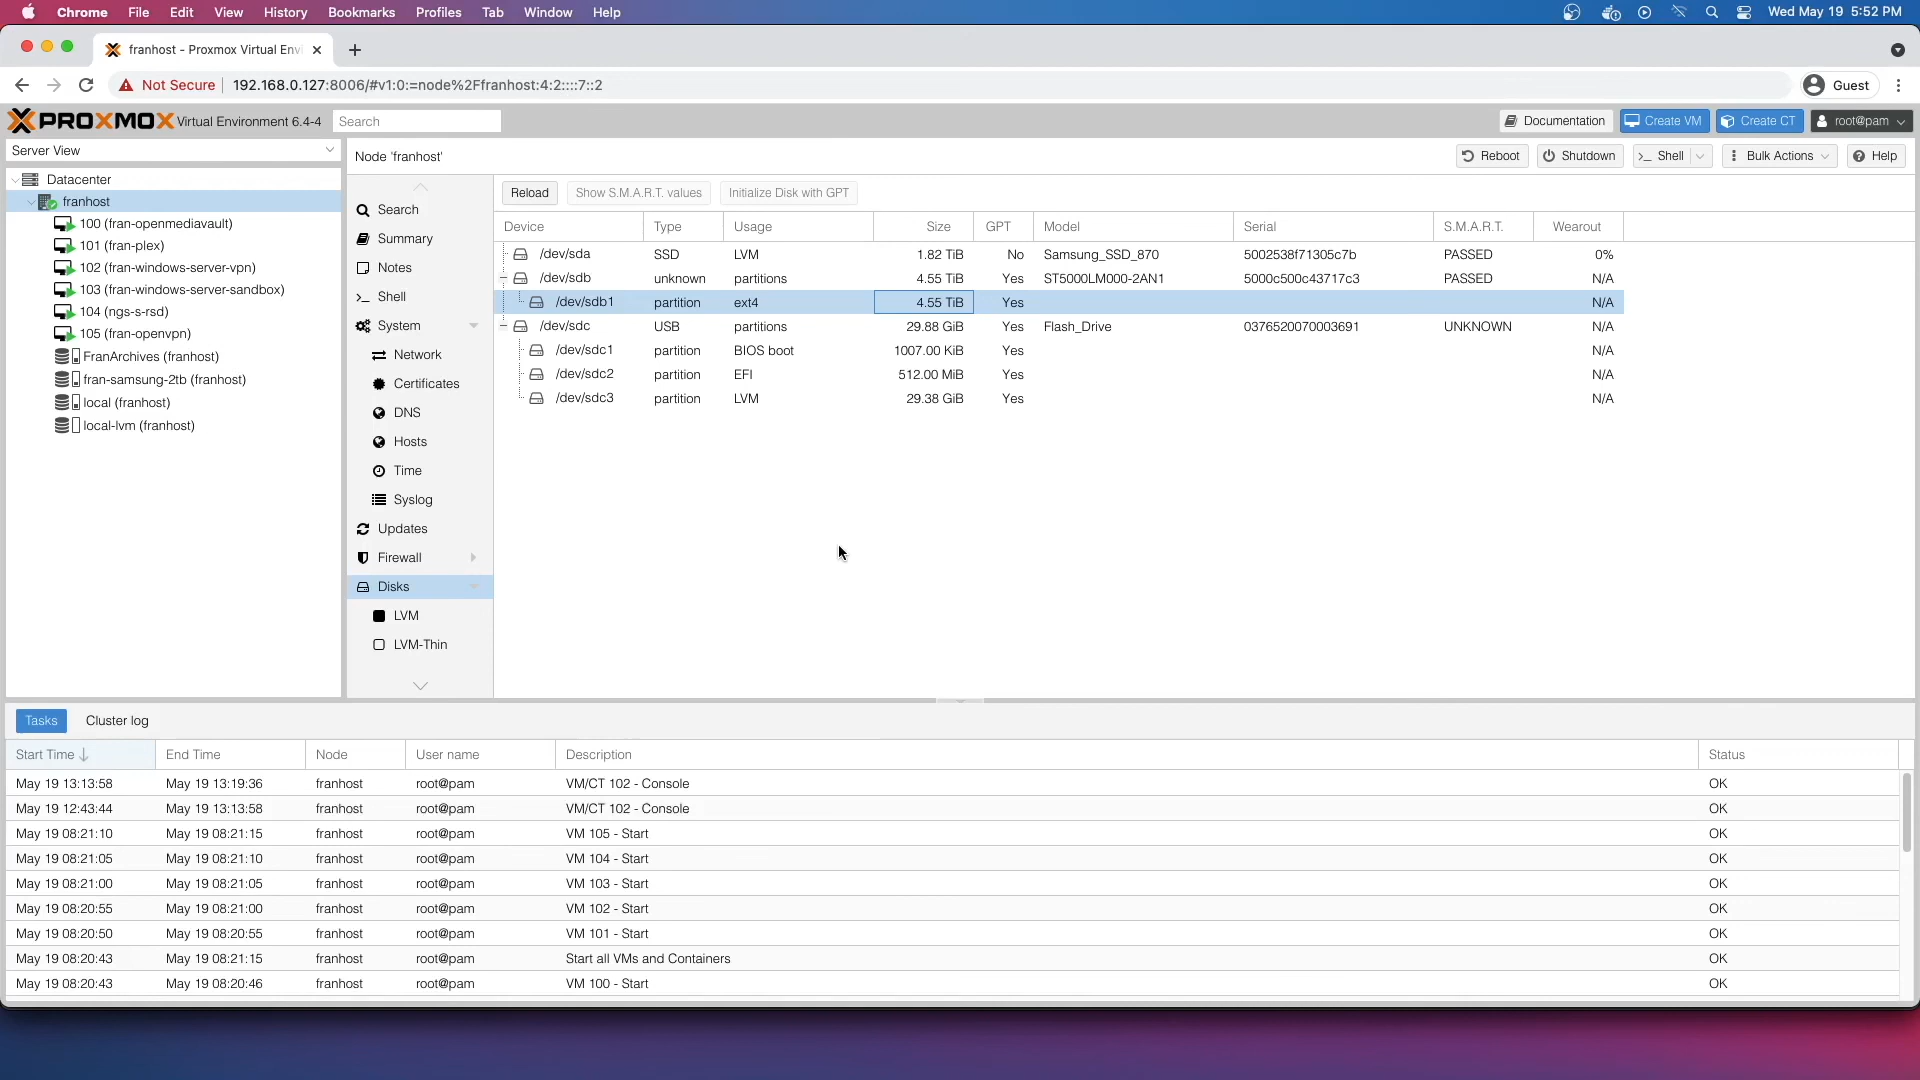 Chrome File Edit View History Bookmarks Profiles Tab Window Help Wed May 19 5:52 PM
franhost - Proxmox Virtual Envi
Not Secure 192.168.0.127:8006/#v1:0:=node%2Ffranhost:4:2::::7::2 Guest
PROXMOX Virtual Environment 6.4-4 Search Documentation Create VM Create CT root@pam
Server View
Datacenter
franhost
100 (fran-openmediavault)
101 (fran-plex)
102 (fran-windows-server-vpn)
103 (fran-windows-server-sandbox)
104 (ngs-s-rsd)
105 (fran-openvpn)
FranArchives (franhost)
fran-samsung-2tb (franhost)
local (franhost)
local-lvm (franhost)
Node 'franhost' Reboot Shutdown Shell Bulk Actions Help
Search
Summary
Notes
Shell
System
Network
Certificates
DNS
Hosts
Time
Syslog
Updates
Firewall
Disks
LVM
LVM-Thin
Reload Show S.M.A.R.T. values Initialize Disk with GPT
Device Type Usage Size GPT Model Serial S.M.A.R.T. Wearout
/dev/sda SSD LVM 1.82 TiB No Samsung_SSD_870 5002538f71305c7b PASSED 0%
/dev/sdb unknown partitions 4.55 TiB Yes ST5000LM000-2AN1 5000c500c43717c3 PASSED N/A
/dev/sdb1 partition ext4 4.55 TiB Yes N/A
/dev/sdc USB partitions 29.88 GiB Yes Flash_Drive 0376520070003691 UNKNOWN N/A
/dev/sdc1 partition BIOS boot 1007.00 KiB Yes N/A
/dev/sdc2 partition EFI 512.00 MiB Yes N/A
/dev/sdc3 partition LVM 29.38 GiB Yes N/A
Tasks Cluster log
Start Time End Time Node User name Description Status
May 19 13:13:58 May 19 13:19:36 franhost root@pam VM/CT 102 - Console OK
May 19 12:43:44 May 19 13:13:58 franhost root@pam VM/CT 102 - Console OK
May 19 08:21:10 May 19 08:21:15 franhost root@pam VM 105 - Start OK
May 19 08:21:05 May 19 08:21:10 franhost root@pam VM 104 - Start OK
May 19 08:21:00 May 19 08:21:05 franhost root@pam VM 103 - Start OK
May 19 08:20:55 May 19 08:21:00 franhost root@pam VM 102 - Start OK
May 19 08:20:50 May 19 08:20:55 franhost root@pam VM 101 - Start OK
May 19 08:20:43 May 19 08:21:15 franhost root@pam Start all VMs and Containers OK
May 19 08:20:43 May 19 08:20:46 franhost root@pam VM 100 - Start OK